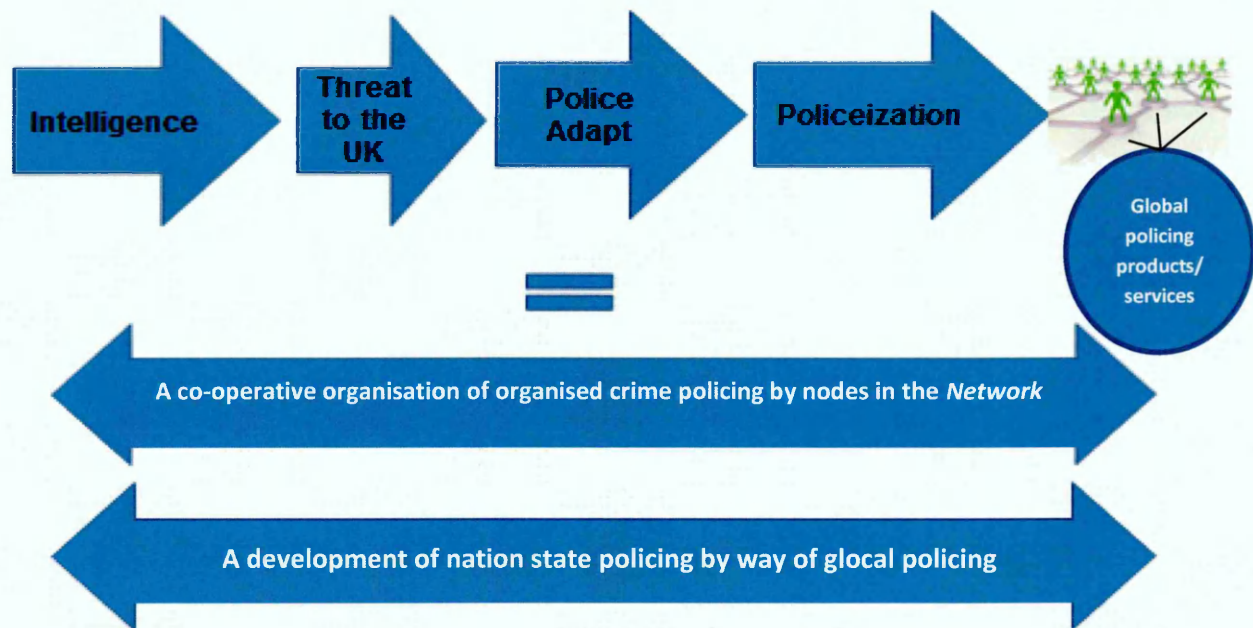 Intelligence
Threat
to the
UK
Police
Adapt
Policeization
Global
policing
products/
services
A co-operative organisation of organised crime policing by nodes in the Network
A development of nation state policing by way of glocal policing